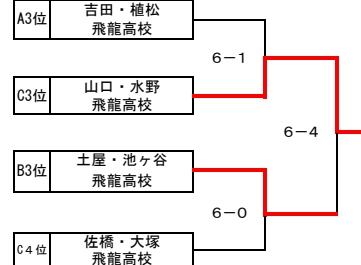 A3位
吉田・植松
飛龍高校
6－1
C3位
山口・水野
飛龍高校
6－4
B3位
土屋・池ヶ谷
飛龍高校
6－0
C４位
佐橋・大塚
飛龍高校